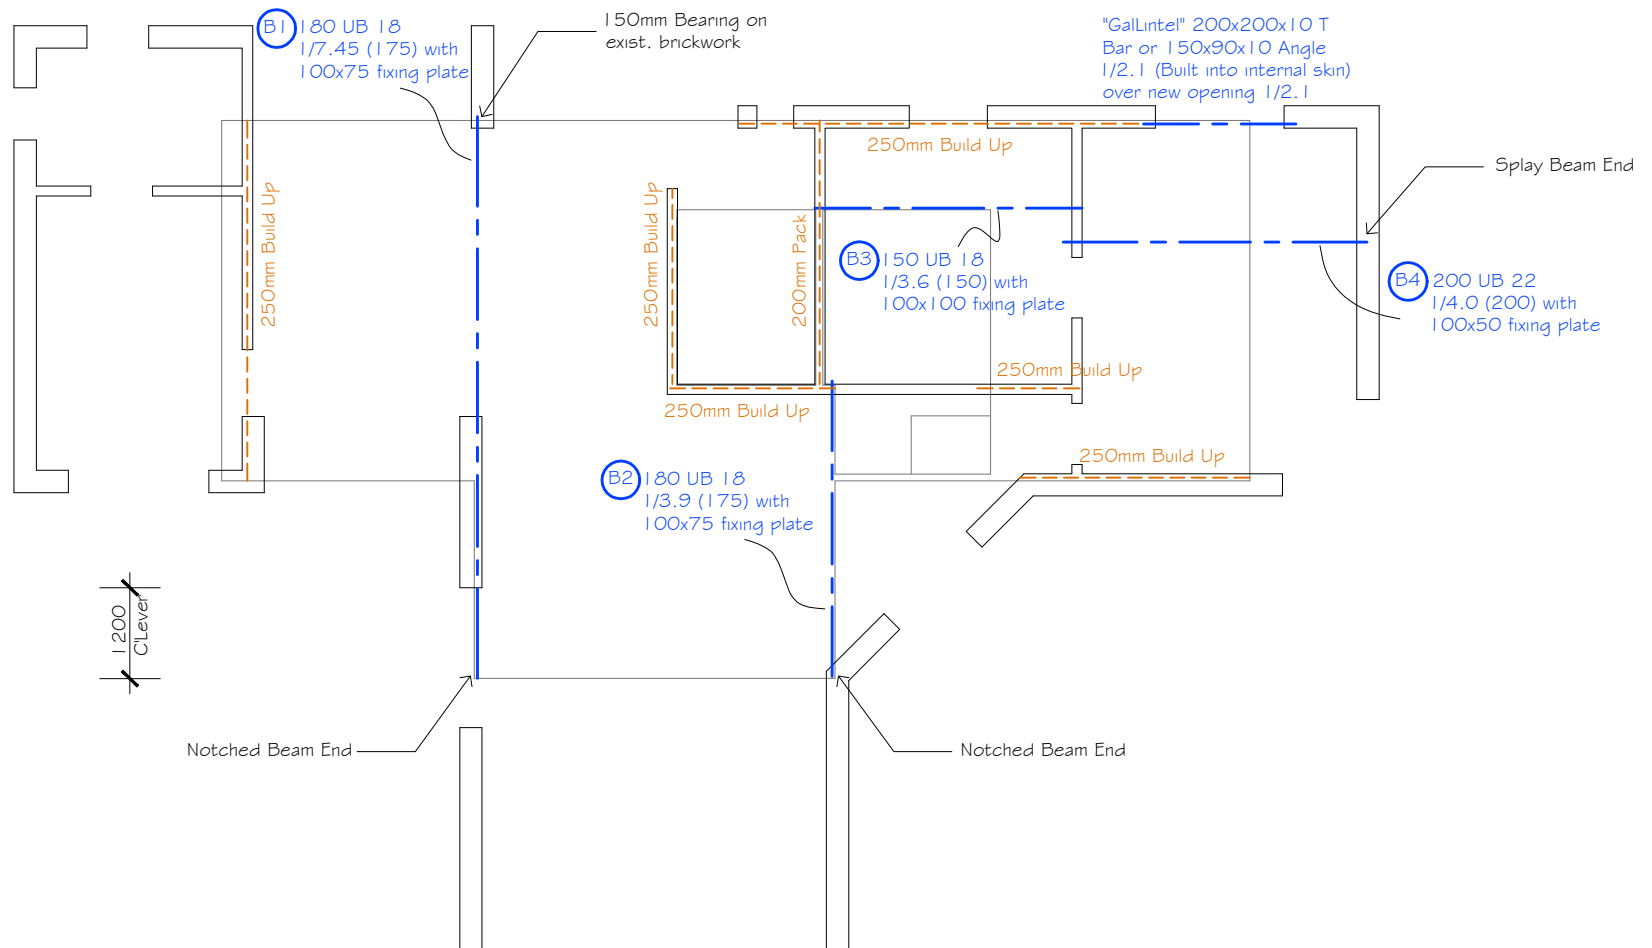 B1
180 UB 18
1/7.45 (175) with
100x75 fixing plate
150mm Bearing on
exist. brickwork
"GalLintel" 200x200x10 T
Bar or 150x90x10 Angle
1/2.1 (Built into internal skin)
over new opening 1/2.1
250mm Build Up
Splay Beam End
250mm Build Up
250mm Build Up
200mm Pack
B3
150 UB 18
1/3.6 (150) with
100x100 fixing plate
B4
200 UB 22
1/4.0 (200) with
100x50 fixing plate
250mm Build Up
250mm Build Up
250mm Build Up
B2
180 UB 18
1/3.9 (175) with
100x75 fixing plate
1200
C'Lever
Notched Beam End
Notched Beam End